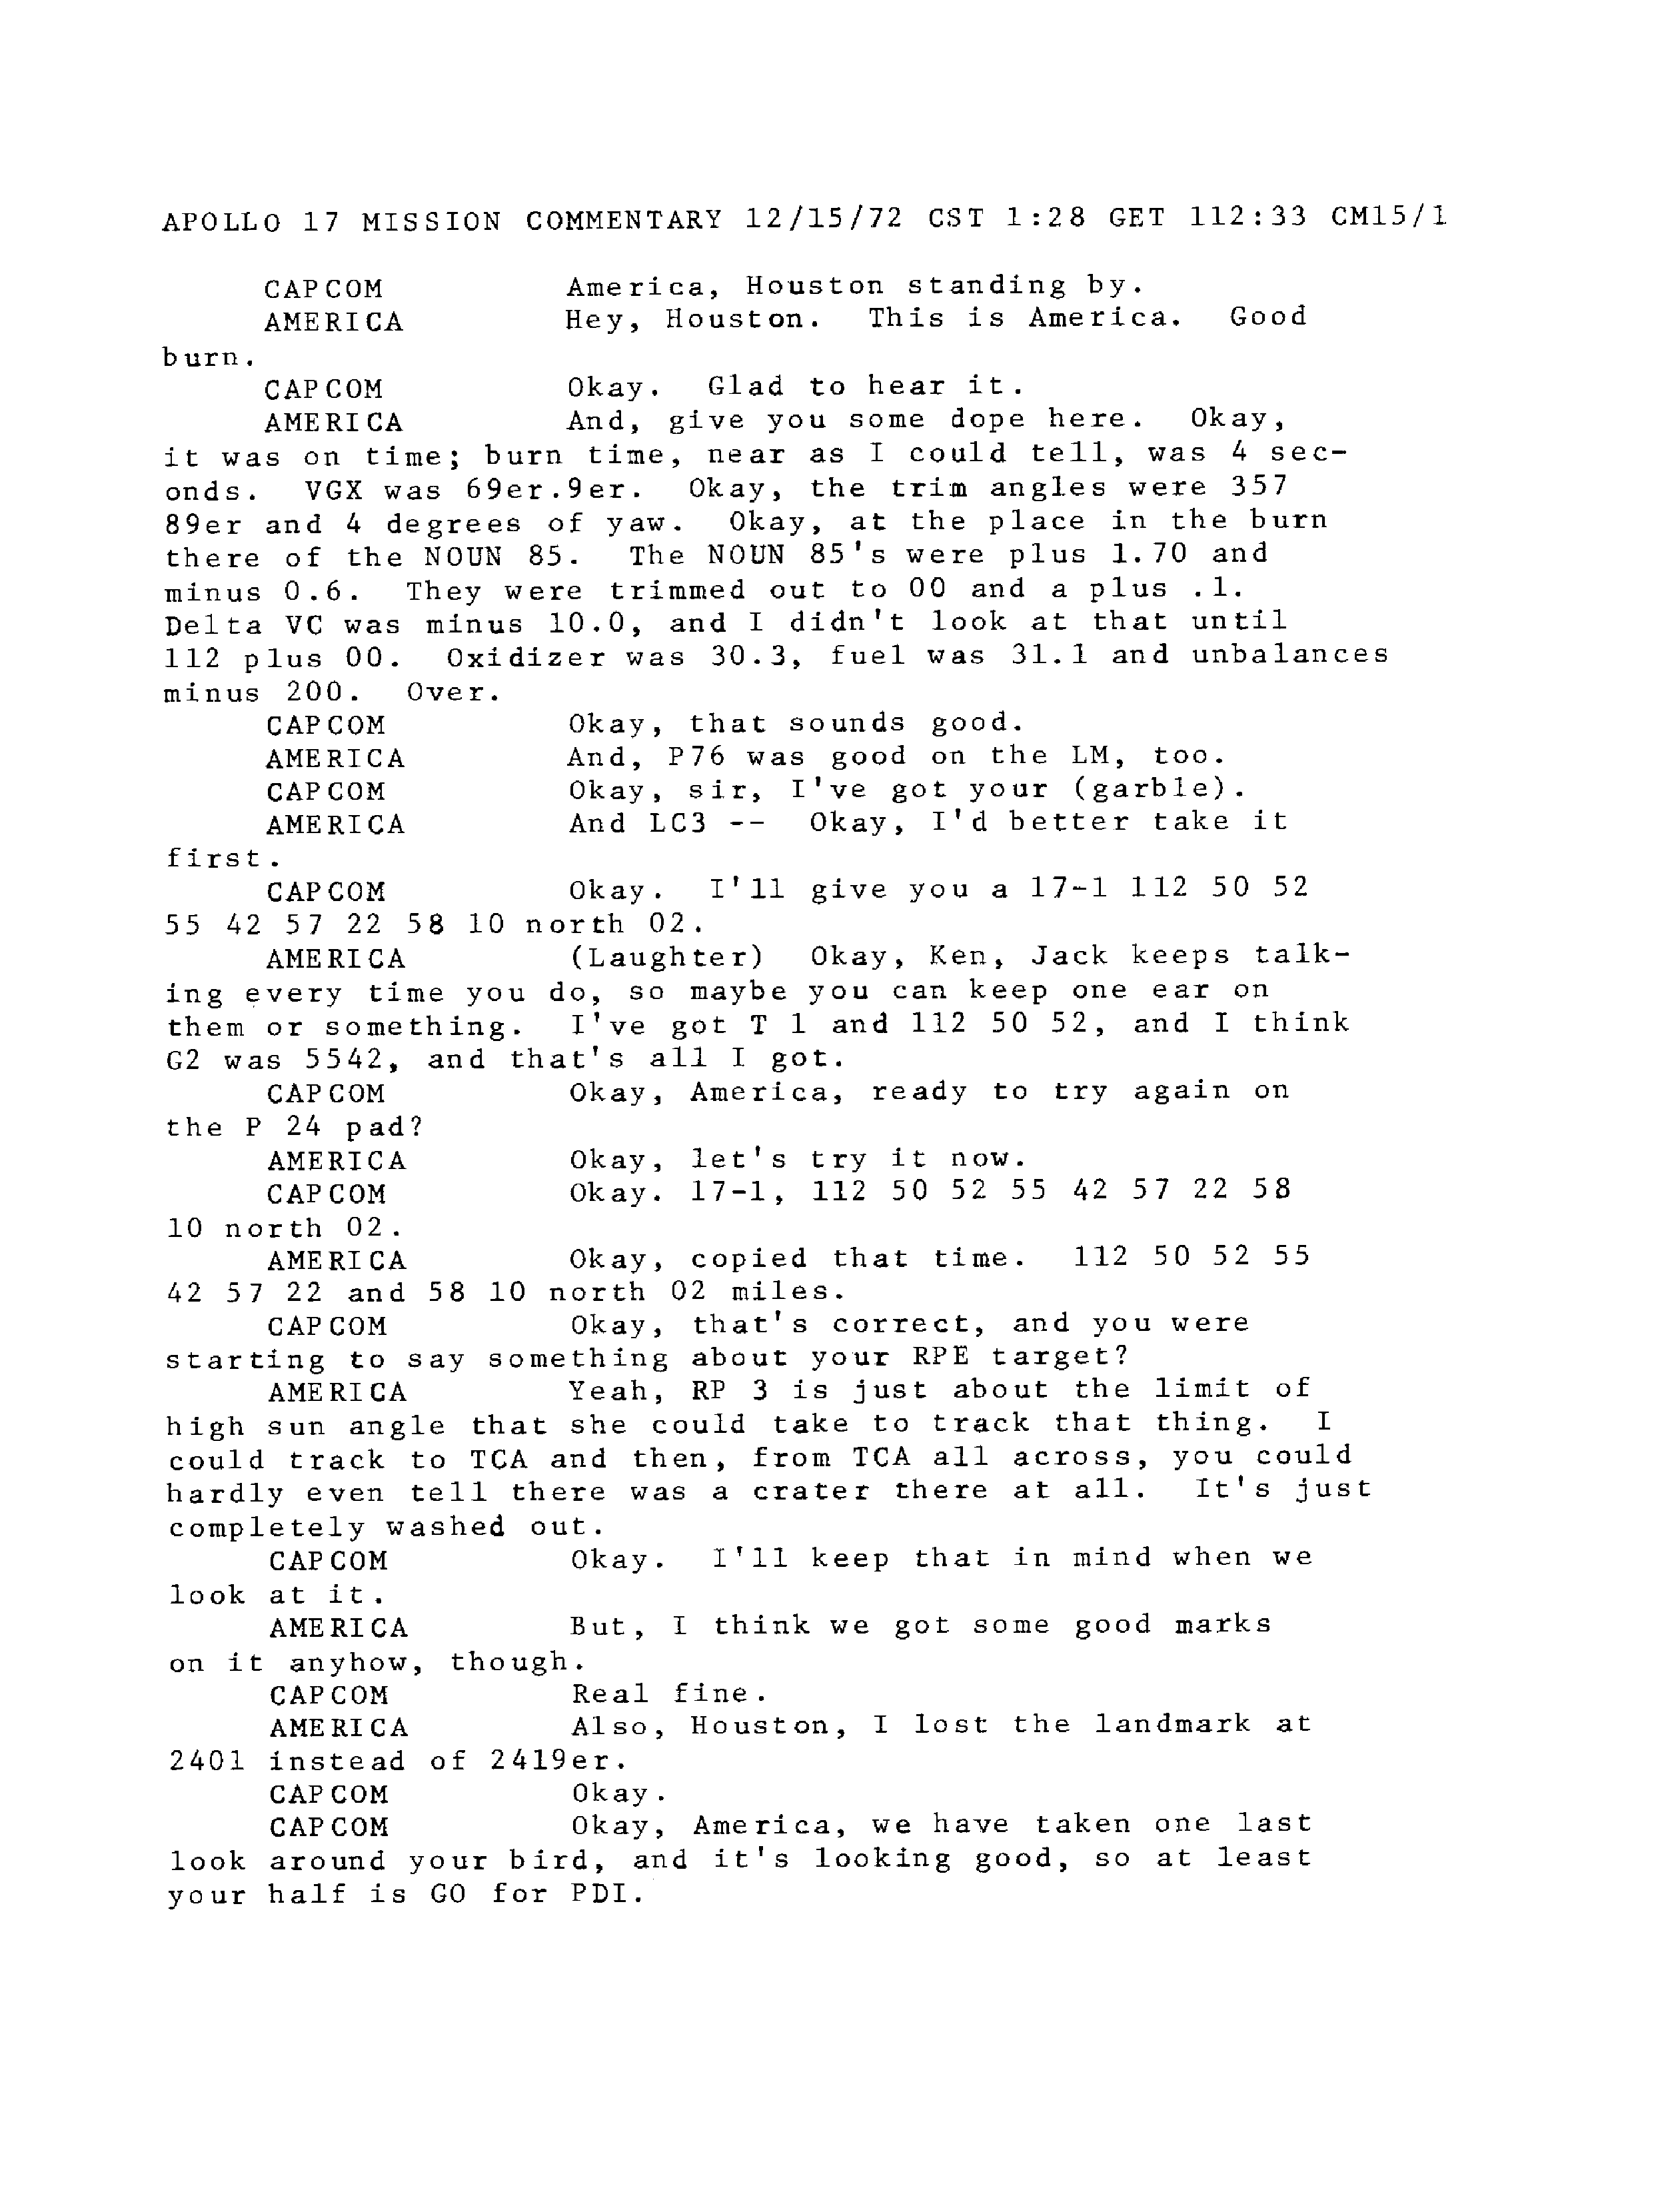 APOLLO 17 MISSION COMMENTARY 12/15/72 CST 1:28 GET 112:33 CM15/1
CAPCOM America, Houston standing by.
AMERICA Hey, Houston. This is America. Good
burn.
CAPCOM Okay. Glad to hear it.
AMERICA And, give you some dope here. Okay,
it was on time; burn time, near as I could tell, was 4 sec-
onds. VGX was 69er.9er. Okay, the trim angles were 357
89er and 4 degrees of yaw. Okay, at the place in the burn
there of the NOUN 85. The NOUN 85's were plus 1.70 and
minus 0.6. They were trimmed out to 00 and a plus .1.
Delta VC was minus 10.0, and I didn't look at that until
112 plus 00. Oxidizer was 30.3, fuel was 31.1 and unbalances
minus 200. Over.
CAPCOM Okay, that sounds good.
AMERICA And, P76 was good on the LM, too.
CAPCOM Okay, sir, I've got your (garble).
AMERICA And LC3 -- Okay, I'd better take it
first.
CAPCOM Okay. I'll give you a 17-1 112 50 52
55 42 57 22 58 10 north 02.
AMERICA (Laughter) Okay, Ken, Jack keeps talk-
ing every time you do, so maybe you can keep one ear on
them or something. I've got T 1 and 112 50 52, and I think
G2 was 5542, and that's all I got.
CAPCOM Okay, America, ready to try again on
the P 24 pad?
AMERICA Okay, let's try it now.
CAPCOM Okay. 17-1, 112 50 52 55 42 57 22 58
10 north 02.
AMERICA Okay, copied that time. 112 50 52 55
42 57 22 and 58 10 north 02 miles.
CAPCOM Okay, that's correct, and you were
starting to say something about your RPE target?
AMERICA Yeah, RP 3 is just about the limit of
high sun angle that she could take to track that thing. I
could track to TCA and then, from TCA all across, you could
hardly even tell there was a crater there at all. It's just
completely washed out.
CAPCOM Okay. I'll keep that in mind when we
look at it.
AMERICA But, I think we got some good marks
on it anyhow, though.
CAPCOM Real fine.
AMERICA Also, Houston, I lost the landmark at
2401 instead of 2419er.
CAPCOM Okay.
CAPCOM Okay, America, we have taken one last
look around your bird, and it's looking good, so at least
your half is GO for PDI.